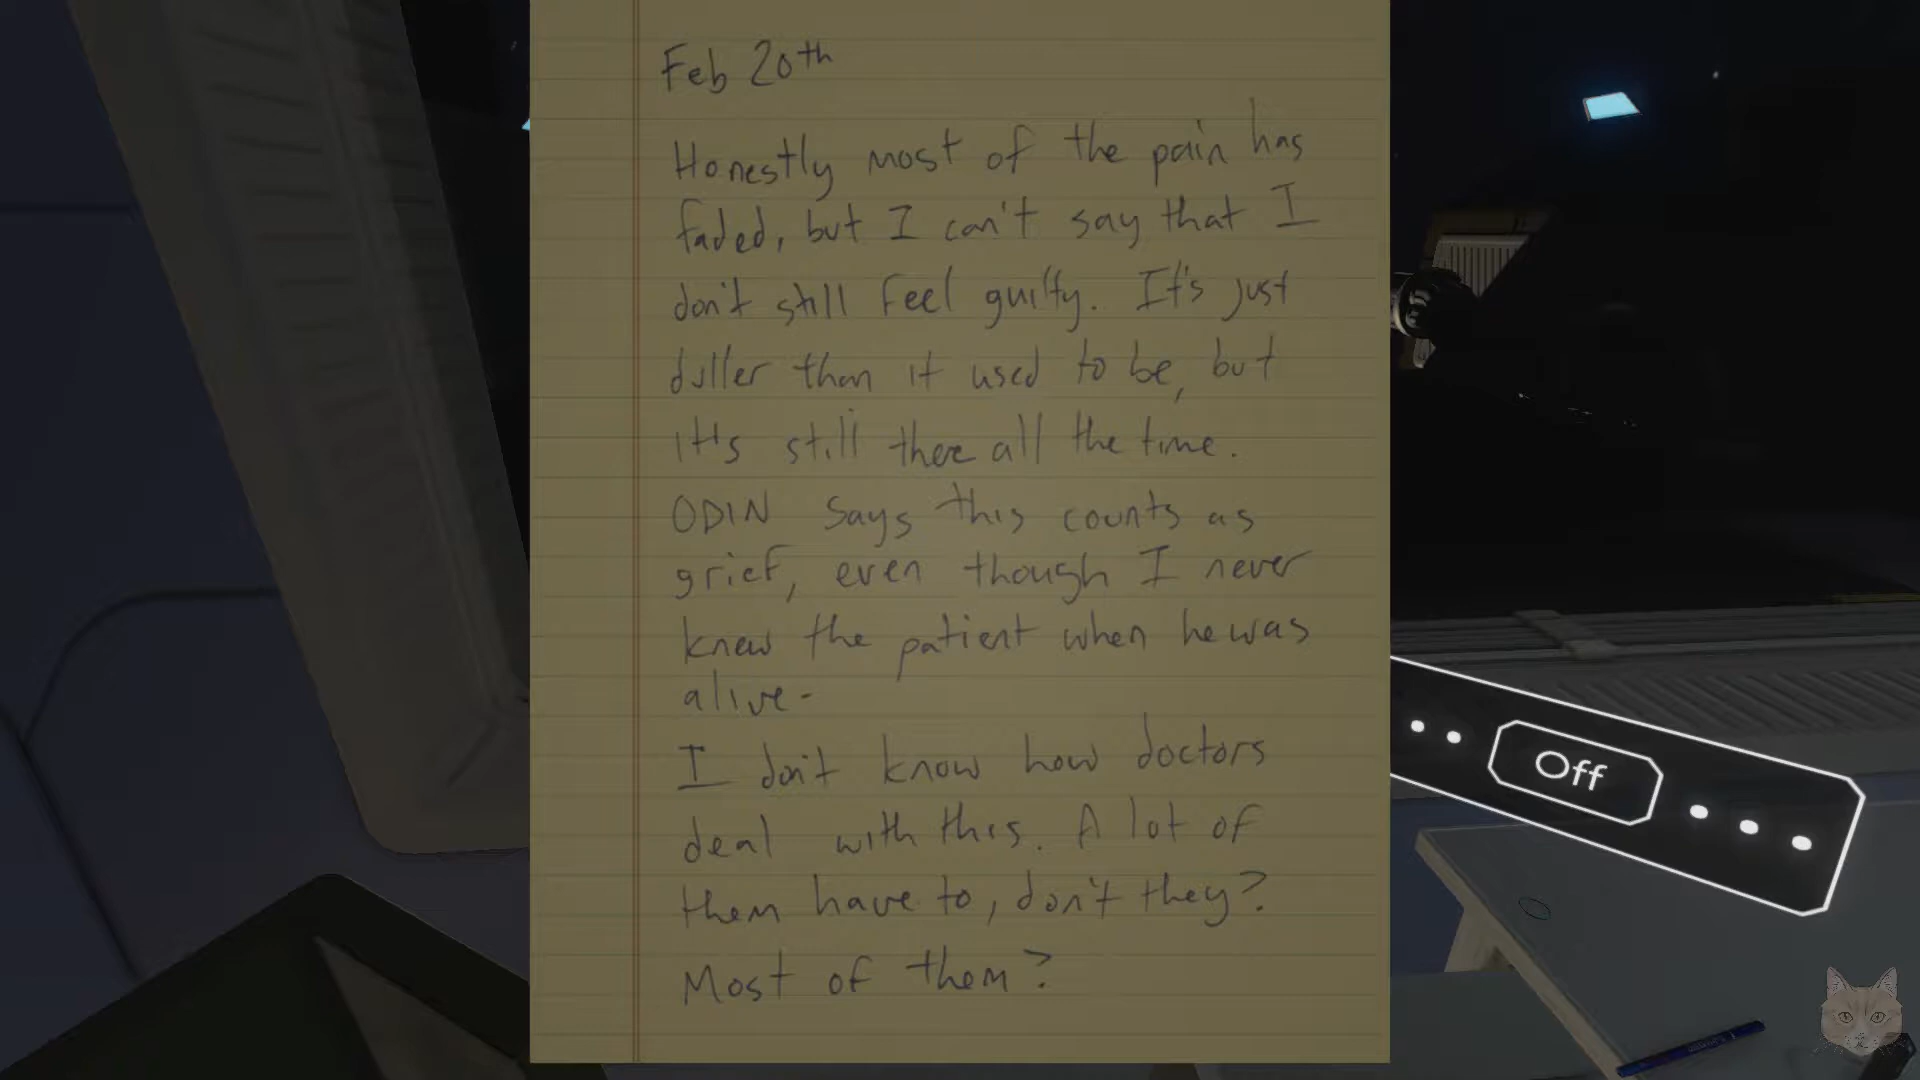 Feb 20th
Honestly most of the pain has
faded, but I can't say that I
don't still feel guilty. It's just
duller than it used to be, but
it's still there all the time.
ODIN says this counts as
grief, even though I never
knew the patient when he was
alive-
I don't know how doctors
deal with this. A lot of
them have to, don't they?
Most of them?
Off